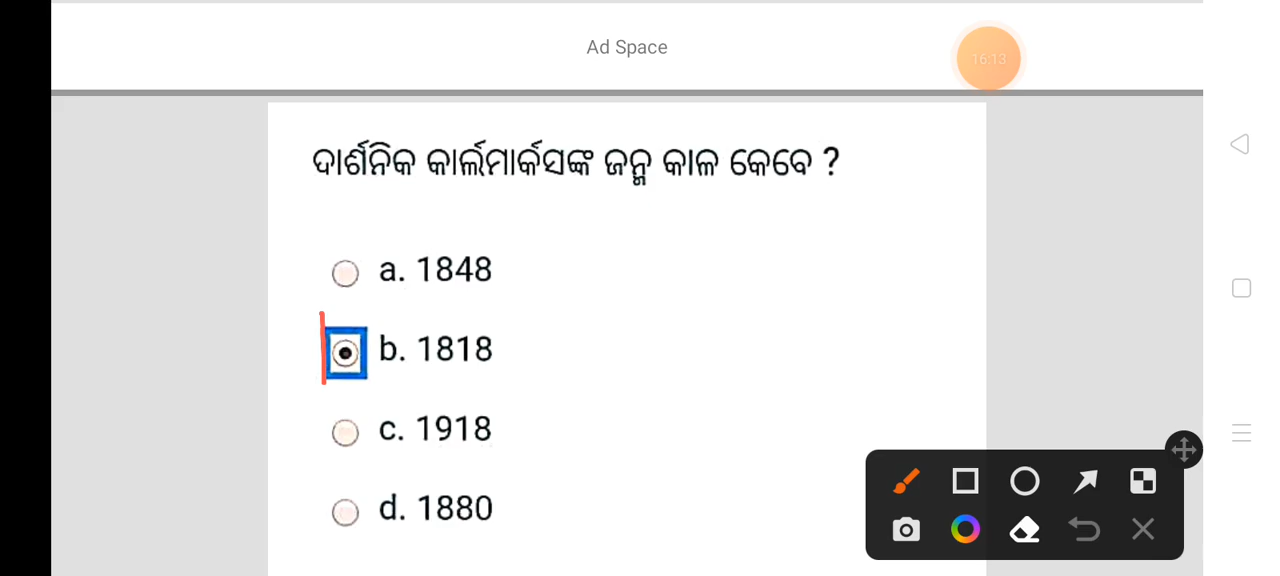 Ad Space
16:13
ଦାର୍ଶନିକ କାର୍ଲମାର୍କସଙ୍କ ଜନ୍ମ କାଳ କେବେ ?
a. 1848
b. 1818
c. 1918
d. 1880